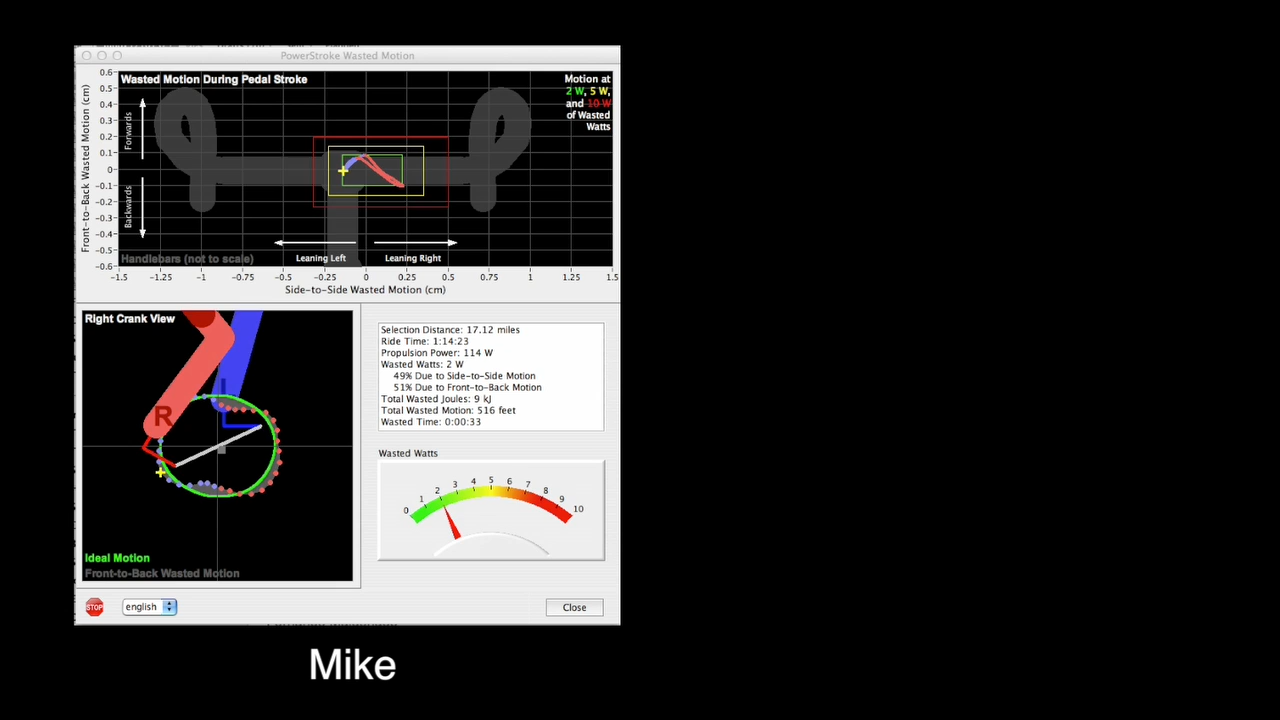 PowerStroke Wasted Motion
Wasted Motion During Pedal Stroke
Motion at
2 W, 5 W,
and 10 W
of Wasted
Watts
Front-to-Back Wasted Motion (cm)
0.6
0.5
0.4
0.3
0.2
0.1
0
-0.1
-0.2
-0.3
-0.4
-0.5
-0.6
Forwards
Backwards
Leaning Left
Leaning Right
Handlebars (not to scale)
-1.5 -1.25 -1 -0.75 -0.5 -0.25 0 0.25 0.5 0.75 1 1.25 1.5
Side-to-Side Wasted Motion (cm)
Right Crank View
L
R
Ideal Motion
Front-to-Back Wasted Motion
Selection Distance: 17.12 miles
Ride Time: 1:14:23
Propulsion Power: 114 W
Wasted Watts: 2 W
49% Due to Side-to-Side Motion
51% Due to Front-to-Back Motion
Total Wasted Joules: 9 kJ
Total Wasted Motion: 516 feet
Wasted Time: 0:00:33
Wasted Watts
0 1 2 3 4 5 6 7 8 9 10
STOP
english
Close
Mike